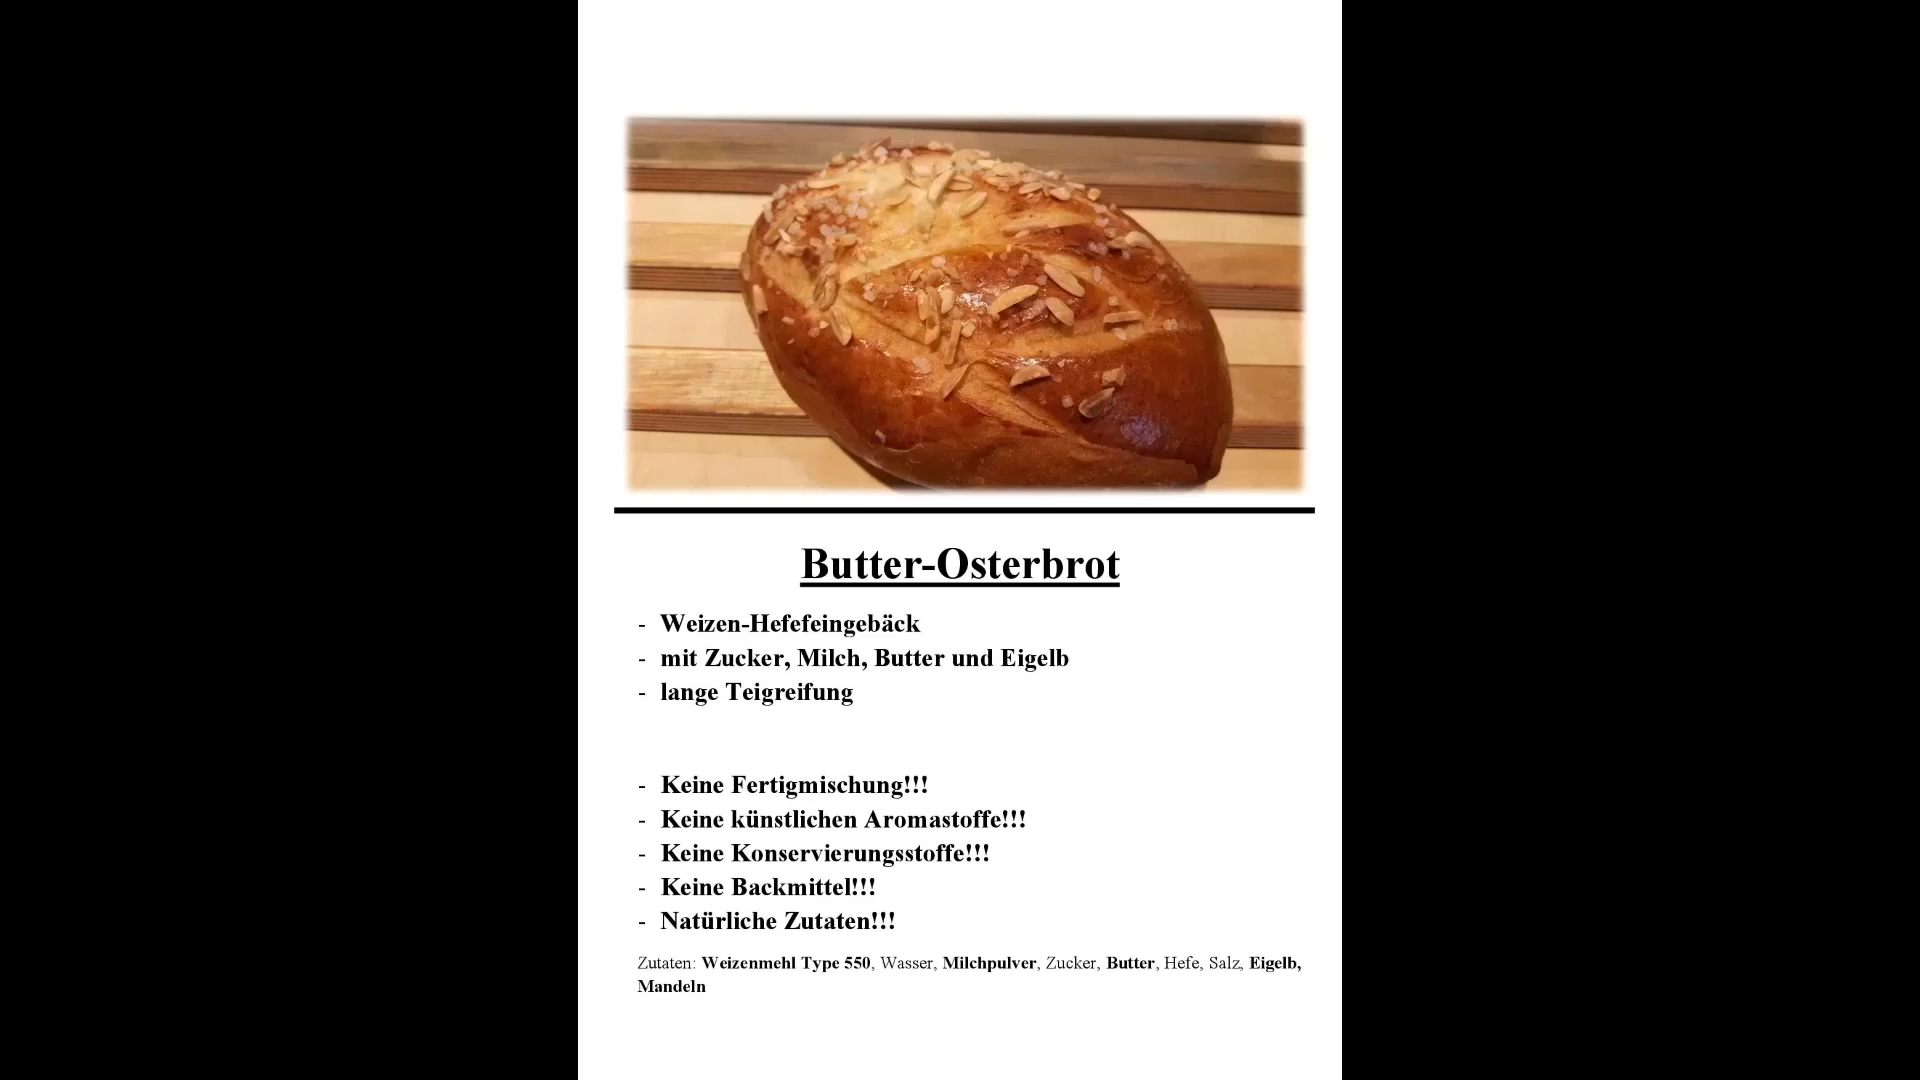 Butter-Osterbrot
- Weizen-Hefefeingebäck
- mit Zucker, Milch, Butter und Eigelb
- lange Teigreifung
- Keine Fertigmischung!!!
- Keine künstlichen Aromastoffe!!!
- Keine Konservierungsstoffe!!!
- Keine Backmittel!!!
- Natürliche Zutaten!!!
Zutaten: Weizenmehl Type 550, Wasser, Milchpulver, Zucker, Butter, Hefe, Salz, Eigelb,
Mandeln